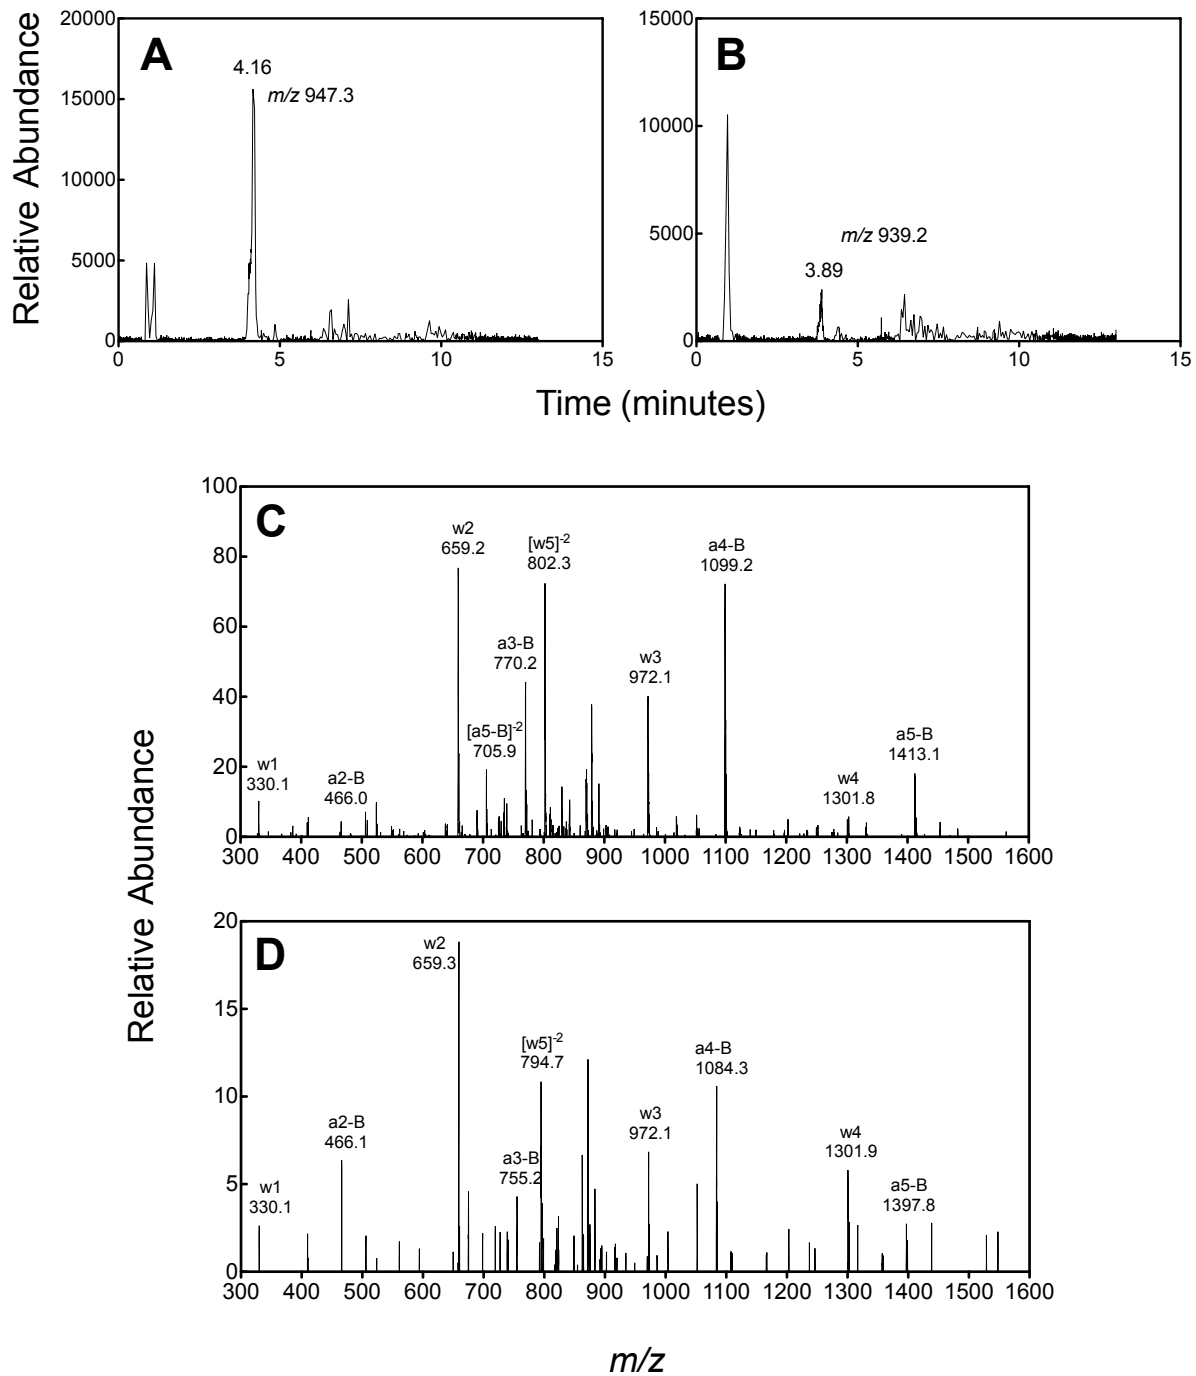 A
4.16
m/z 947.3
20000
15000
10000
5000
0
0 5 10 15
B
m/z 939.2
3.89
15000
10000
5000
0
0 5 10 15
Relative Abundance
Time (minutes)
C
100
80
60
40
20
0
w1
330.1
a2-B
466.0
w2
659.2
[a5-B]-2
705.9
a3-B
770.2
[w5]-2
802.3
w3
972.1
a4-B
1099.2
w4
1301.8
a5-B
1413.1
300 400 500 600 700 800 900 1000 1100 1200 1300 1400 1500 1600
Relative Abundance
D
20
15
10
5
0
w1
330.1
a2-B
466.1
w2
659.3
a3-B
755.2
[w5]-2
794.7
w3
972.1
a4-B
1084.3
w4
1301.9
a5-B
1397.8
300 400 500 600 700 800 900 1000 1100 1200 1300 1400 1500 1600
m/z